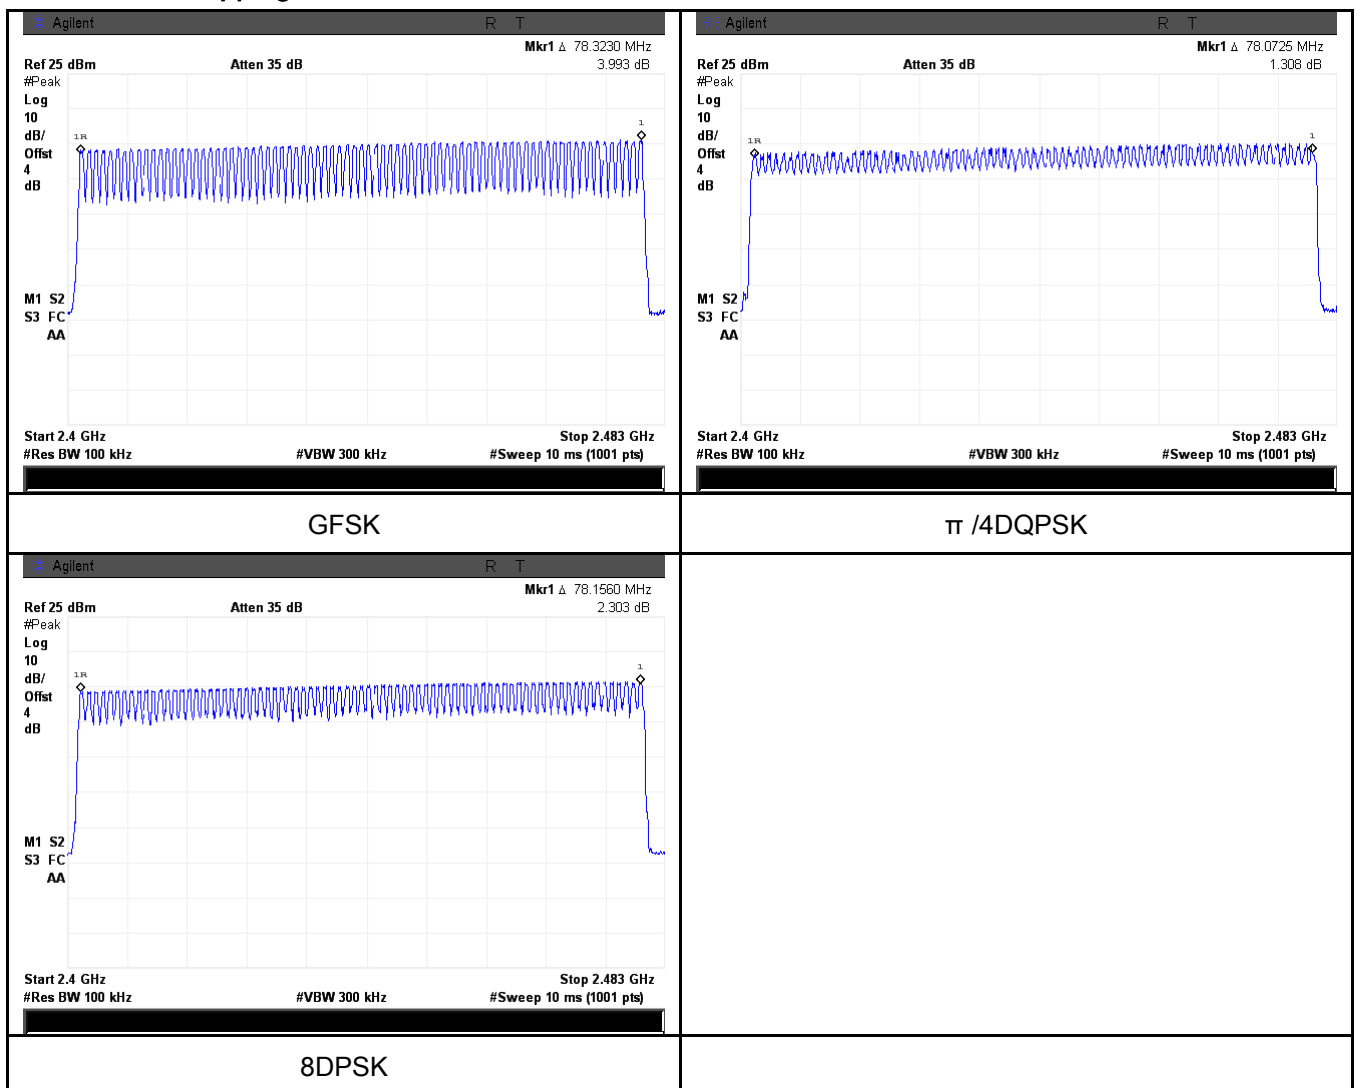 Agilent R T
Mkr1 Δ 78.3230 MHz
Ref 25 dBm Atten 35 dB 3.993 dB
#Peak
Log
10
dB/
Offst
4
dB
1R
1
M1 S2
S3 FC
AA
Start 2.4 GHz Stop 2.483 GHz
#Res BW 100 kHz #VBW 300 kHz #Sweep 10 ms (1001 pts)
GFSK
Agilent R T
Mkr1 Δ 78.0725 MHz
Ref 25 dBm Atten 35 dB 1.308 dB
#Peak
Log
10
dB/
Offst
4
dB
1R
1
M1 S2
S3 FC
AA
Start 2.4 GHz Stop 2.483 GHz
#Res BW 100 kHz #VBW 300 kHz #Sweep 10 ms (1001 pts)
π /4DQPSK
Agilent R T
Mkr1 Δ 78.1560 MHz
Ref 25 dBm Atten 35 dB 2.303 dB
#Peak
Log
10
dB/
Offst
4
dB
1R
1
M1 S2
S3 FC
AA
Start 2.4 GHz Stop 2.483 GHz
#Res BW 100 kHz #VBW 300 kHz #Sweep 10 ms (1001 pts)
8DPSK